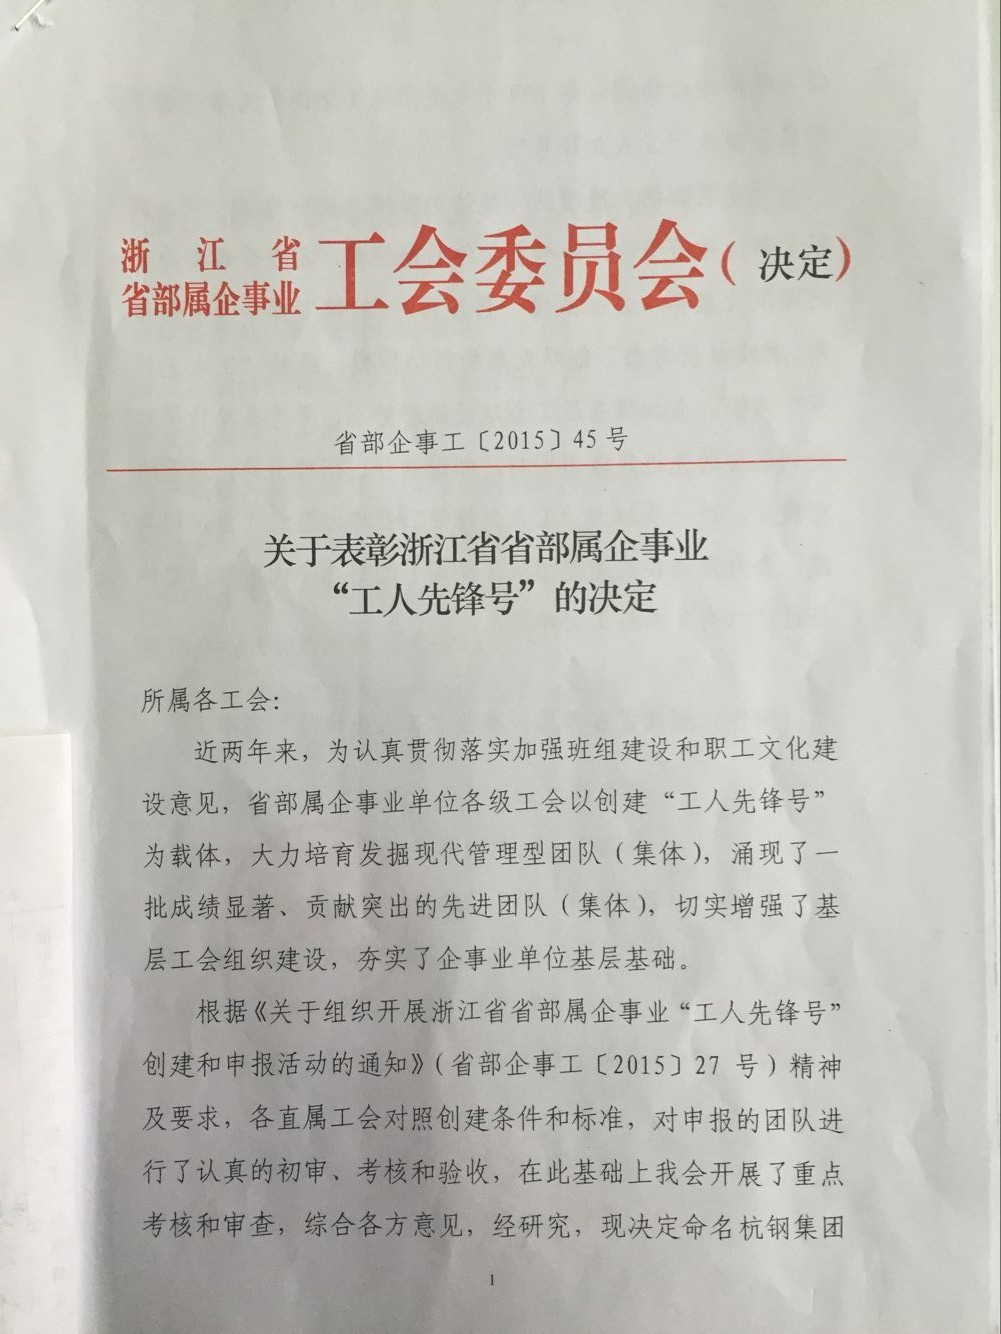 浙江省
省部属企事业
工会委员会(决定)
省部企事工〔2015〕45 号
关于表彰浙江省省部属企事业
“工人先锋号”的决定
所属各工会:
近两年来，为认真贯彻落实加强班组建设和职工文化建
设意见，省部属企事业单位各级工会以创建“工人先锋号”
为载体，大力培育发掘现代管理型团队（集体），涌现了一
批成绩显著、贡献突出的先进团队（集体），切实增强了基
层工会组织建设，夯实了企事业单位基层基础。
根据《关于组织开展浙江省省部属企事业“工人先锋号”
创建和申报活动的通知》（省部企事工〔2015〕27 号）精神
及要求，各直属工会对照创建条件和标准，对申报的团队进
行了认真的初审、考核和验收，在此基础上我会开展了重点
考核和审查，综合各方意见，经研究，现决定命名杭钢集团
1